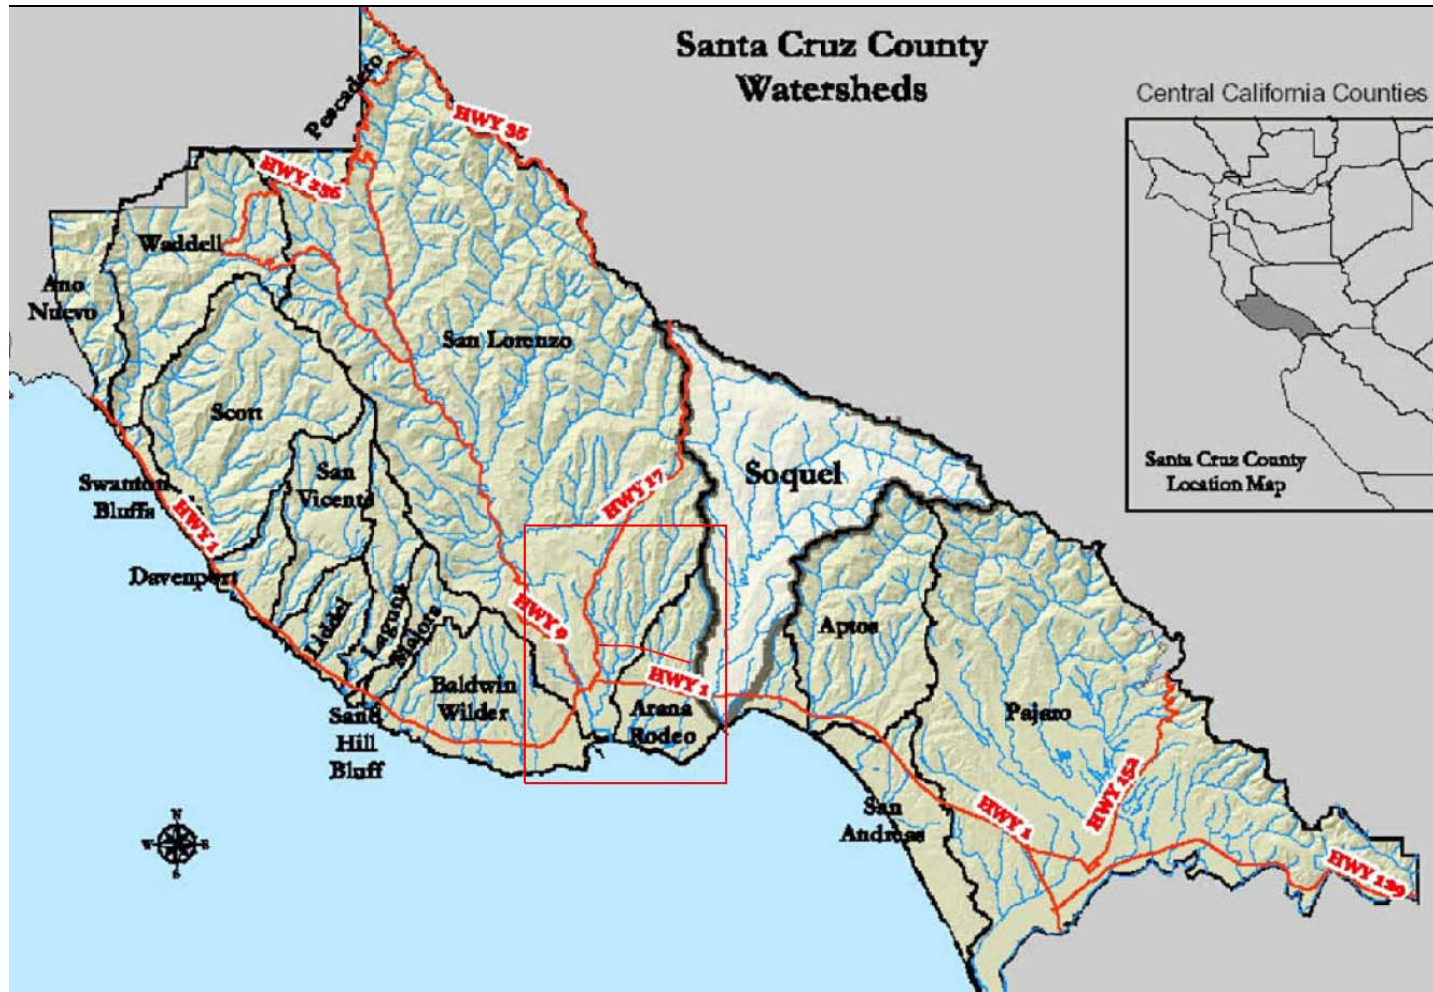 Santa Cruz County
Watersheds
Central California Counties
Pescadero
HWY 35
HWY 236
Waddell
Ano
Nuevo
San Lorenzo
Scott
San
Vicente
Soquel
Santa Cruz County
Location Map
Swanton
Bluffs
HWY 1
HWY 17
Davenport
Liddel
Laguna
Majors
HWY 9
Aptos
HWY 1
Baldwin
Wilder
Arana
Rodeo
Pajaro
Sand
Hill
Bluff
San
Andreas
HWY 1
HWY 152
HWY 129
N
W
E
S